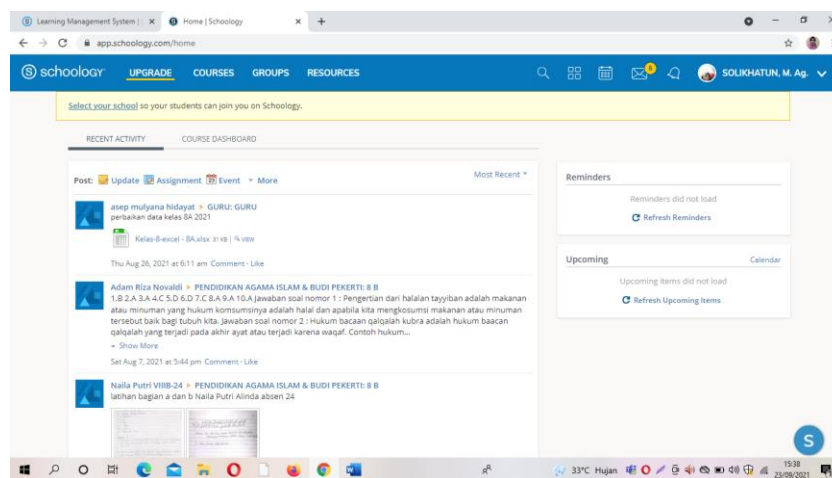 Learning Management System |
Home | Schoology
app.schoology.com/home
schoology UPGRADE COURSES GROUPS RESOURCES
6
SOLIKHATUN, M. Ag.
Select your school so your students can join you on Schoology.
RECENT ACTIVITY COURSE DASHBOARD
Post: Update Assignment Event More Most Recent
asep mulyana hidayat GURU: GURU
perbaikan data kelas 8A 2021
Kelas-8-excel - 8A.xlsx 31 KB | VIEW
Thu Aug 26, 2021 at 6:11 am Comment · Like
Adam Riza Novaldi PENDIDIKAN AGAMA ISLAM & BUDI PEKERTI: 8 B
1.B 2.A 3.A 4.C 5.D 6.D 7.C 8.A 9.A 10.A Jawaban soal nomor 1 : Pengertian dari halalan tayyiban adalah makanan
atau minuman yang hukum komsumsinya adalah halal dan apabila kita mengkosumsi makanan atau minuman
tersebut baik bagi tubuh kita. Jawaban soal nomor 2 : Hukum bacaan qalqalah kubra adalah hukum baacan
qalqalah yang terjadi pada akhir ayat atau terjadi karena waqaf. Contoh hukum...
Show More
Sat Aug 7, 2021 at 5:44 pm Comment · Like
Naila Putri VIIIB-24 PENDIDIKAN AGAMA ISLAM & BUDI PEKERTI: 8 B
latihan bagian a dan b Naila Putri Alinda absen 24
Reminders
Reminders did not load
Refresh Reminders
Upcoming Calendar
Upcoming items did not load
Refresh Upcoming Items
S
33°C Hujan
15:38
23/09/2021